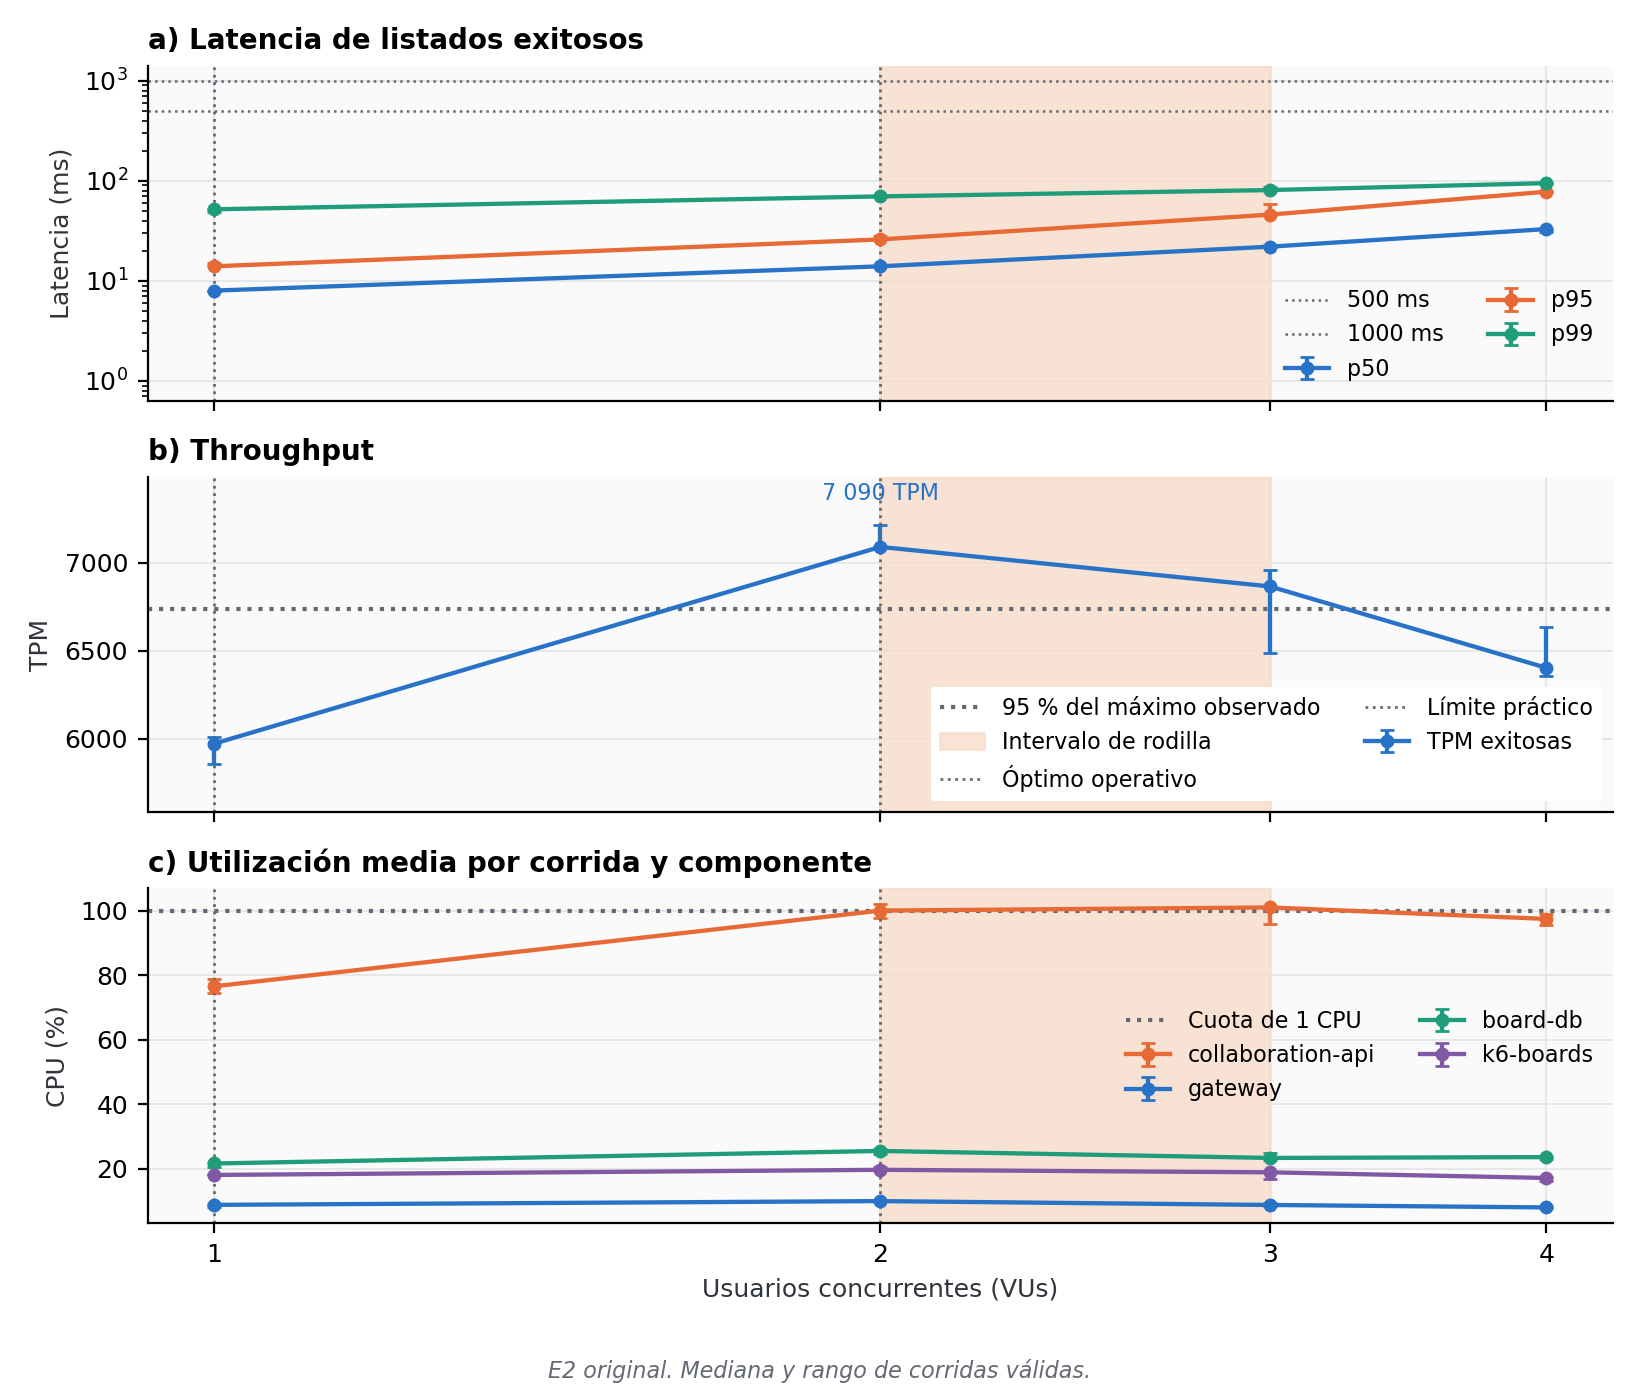 a) Latencia de listados exitosos
Latencia (ms)
10³
10²
10¹
10⁰
500 ms
1000 ms
p50
p95
p99
b) Throughput
TPM
7 090 TPM
7000
6500
6000
95 % del máximo observado
Intervalo de rodilla
Óptimo operativo
Límite práctico
TPM exitosas
c) Utilización media por corrida y componente
CPU (%)
100
80
60
40
20
Cuota de 1 CPU
collaboration-api
gateway
board-db
k6-boards
1 2 3 4
Usuarios concurrentes (VUs)
E2 original. Mediana y rango de corridas válidas.